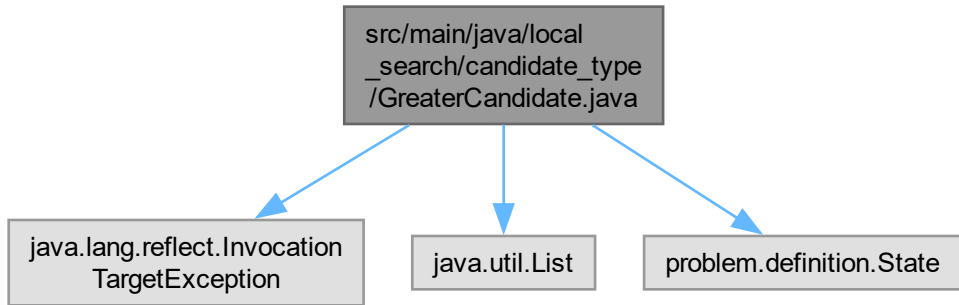 src/main/java/local
_search/candidate_type
/GreaterCandidate.java
java.lang.reflect.Invocation
TargetException
java.util.List
problem.definition.State